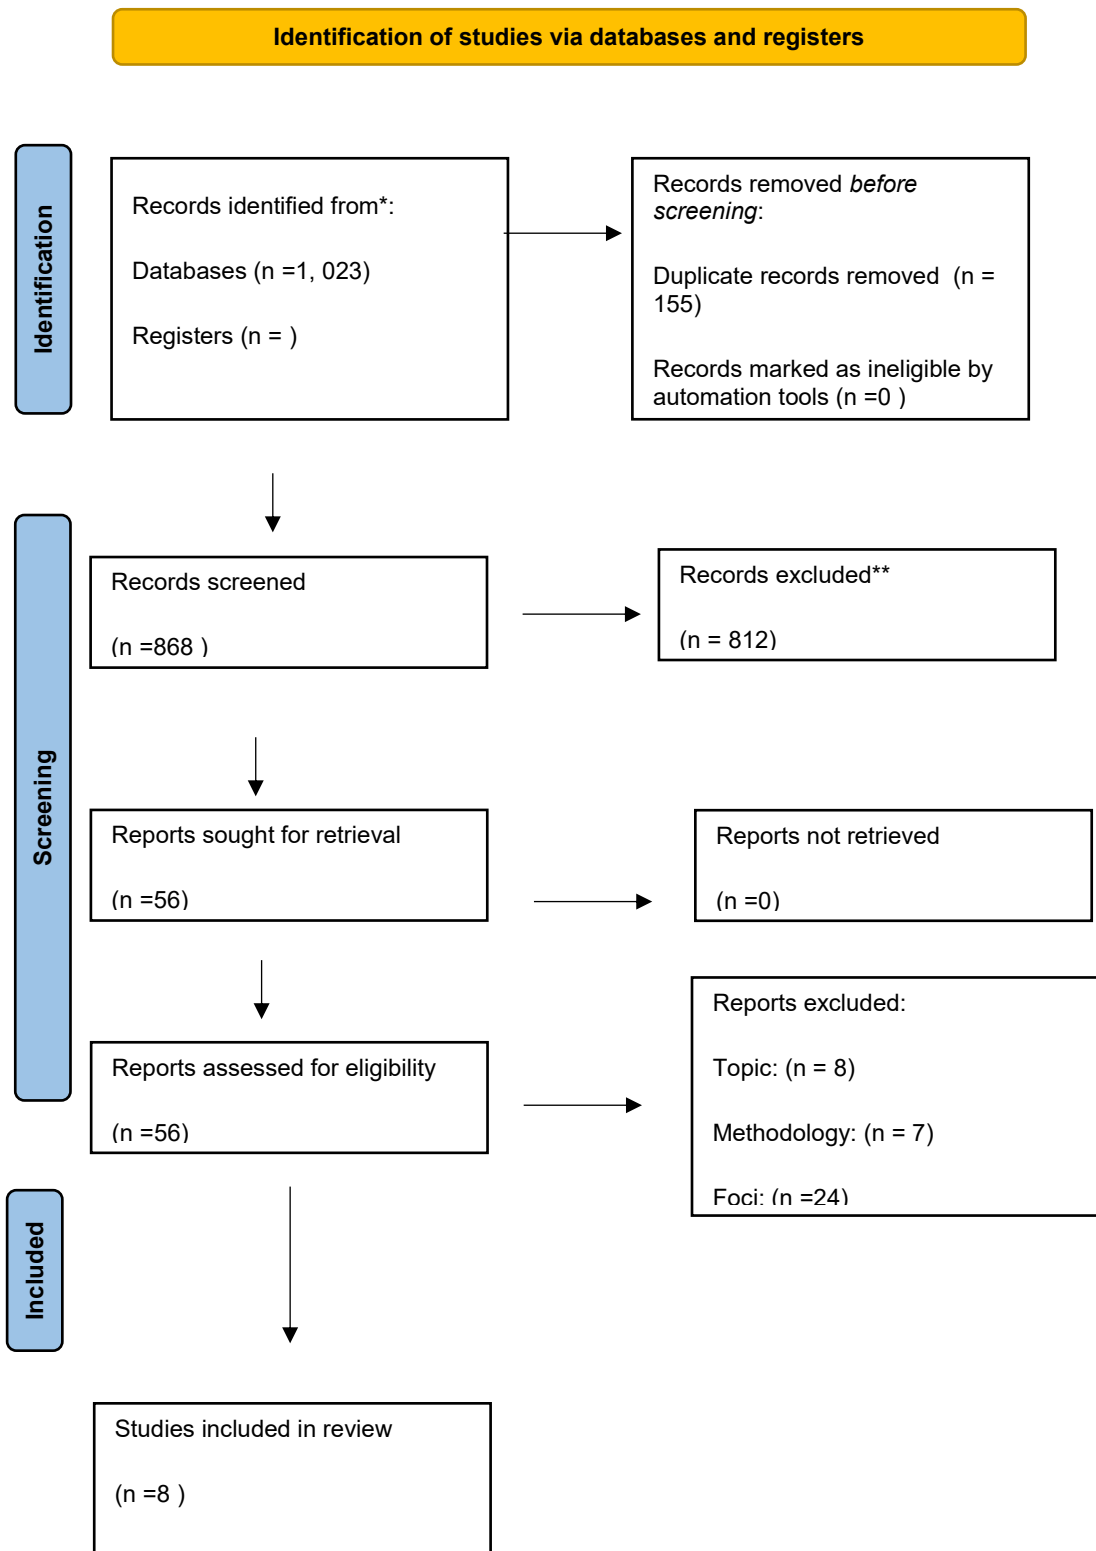 Identification of studies via databases and registers
Identification
Records identified from*:
Databases (n =1, 023)
Registers (n = )
Records removed before
screening:
Duplicate records removed  (n =
155)
Records marked as ineligible by
automation tools (n =0 )
Screening
Records screened
(n =868 )
Records excluded**
(n = 812)
Reports sought for retrieval
(n =56)
Reports not retrieved
(n =0)
Reports assessed for eligibility
(n =56)
Reports excluded:
Topic: (n = 8)
Methodology: (n = 7)
Foci: (n =24)
Included
Studies included in review
(n =8 )